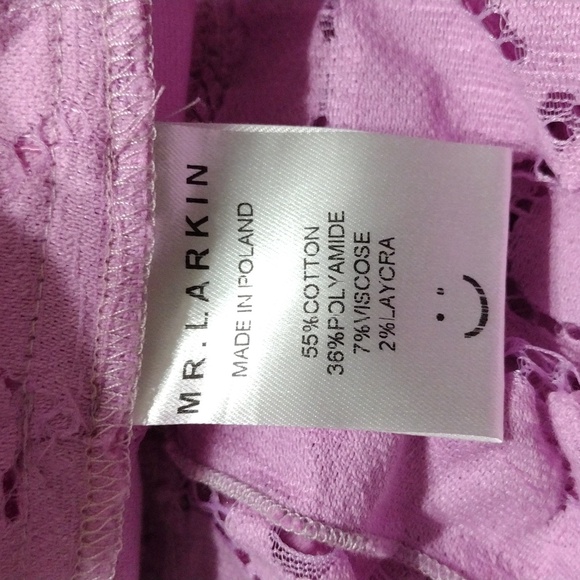 MR. LARKIN
MADE IN POLAND
55%COTTON
36%POLYAMIDE
7%VISCOSE
2%LAYCRA